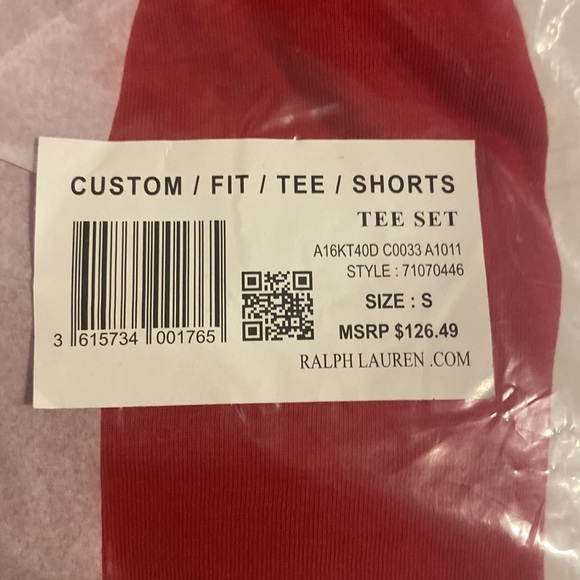 CUSTOM / FIT / TEE / SHORTS
TEE SET
A16KT40D C0033 A1011
STYLE : 71070446
SIZE : S
MSRP $126.49
3 615734 001765
RALPH LAUREN .COM